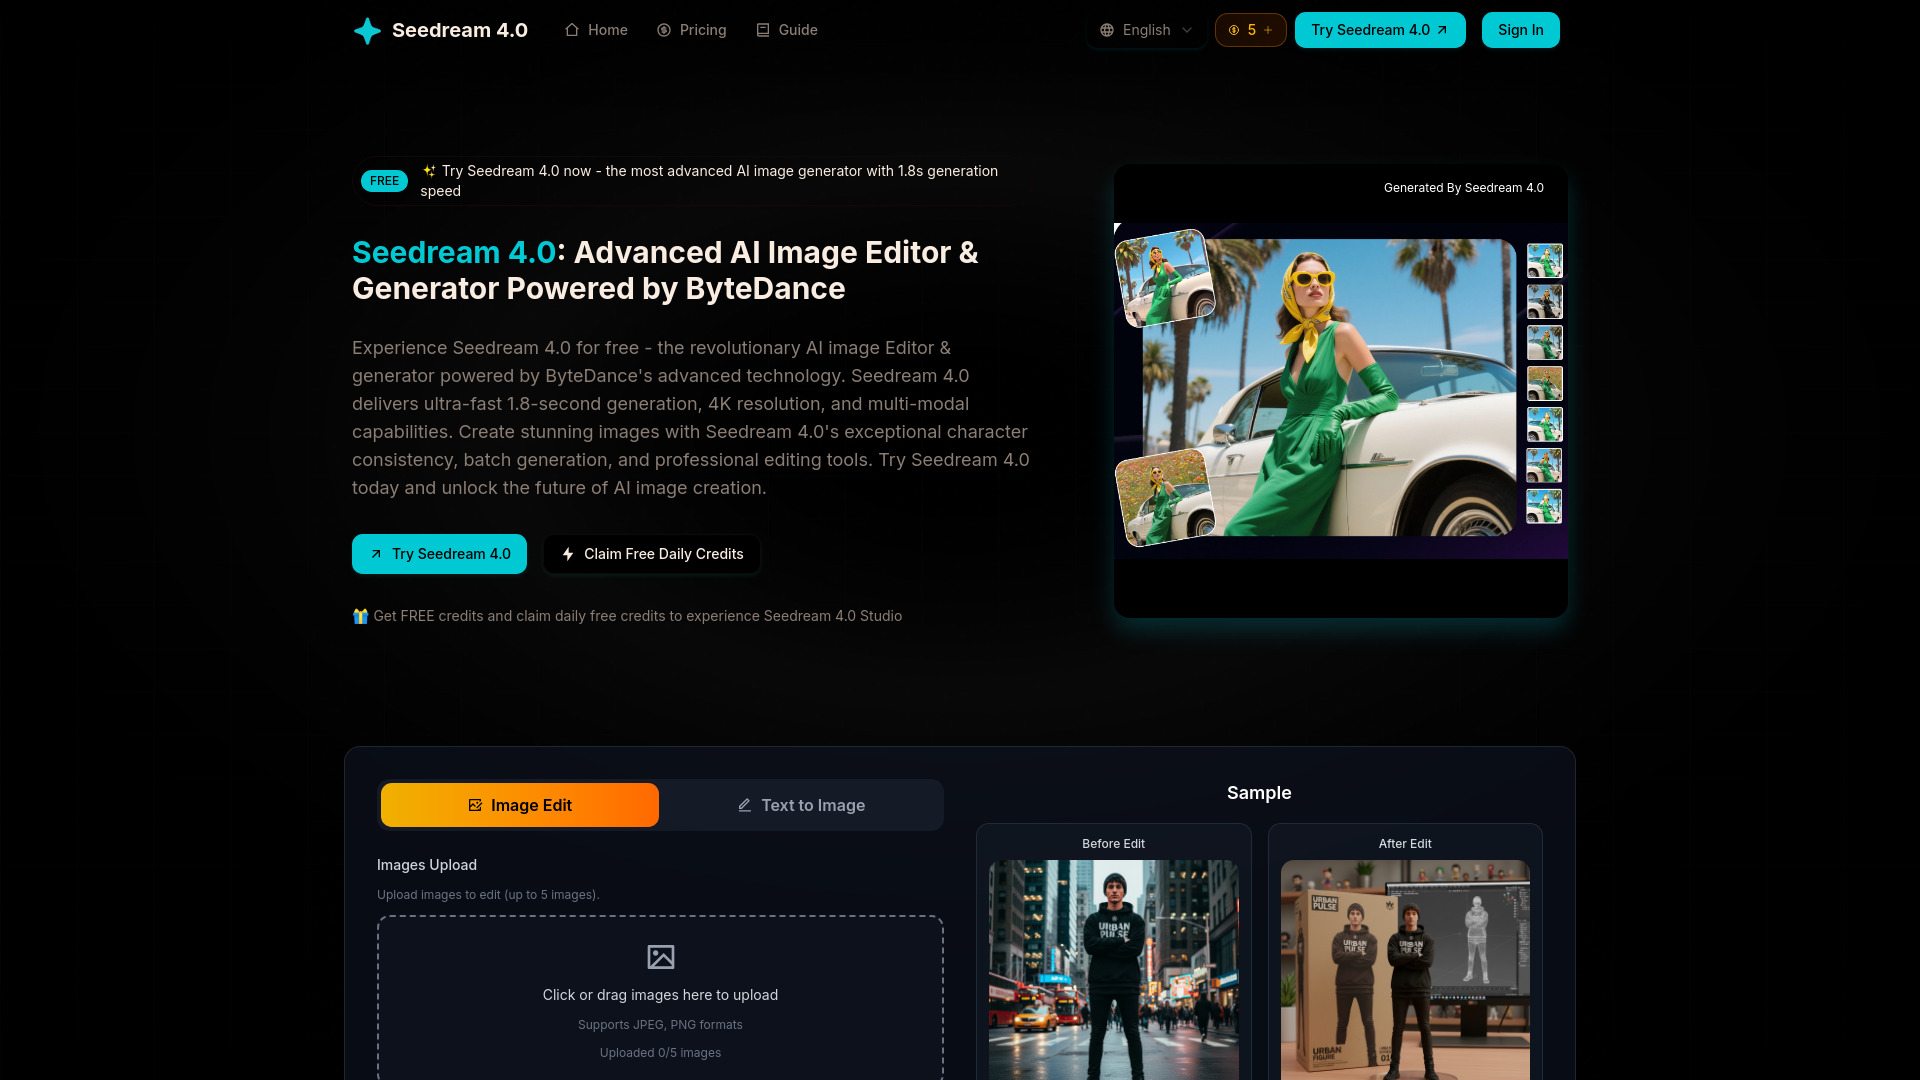 Seedream 4.0
Home
Pricing
Guide
English
5
Try Seedream 4.0
Sign In
FREE
✨ Try Seedream 4.0 now - the most advanced AI image generator with 1.8s generation
speed
Seedream 4.0: Advanced AI Image Editor &
Generator Powered by ByteDance
Experience Seedream 4.0 for free - the revolutionary AI image Editor &
generator powered by ByteDance's advanced technology. Seedream 4.0
delivers ultra-fast 1.8-second generation, 4K resolution, and multi-modal
capabilities. Create stunning images with Seedream 4.0's exceptional character
consistency, batch generation, and professional editing tools. Try Seedream 4.0
today and unlock the future of AI image creation.
Try Seedream 4.0
Claim Free Daily Credits
🎁 Get FREE credits and claim daily free credits to experience Seedream 4.0 Studio
Generated By Seedream 4.0
Image Edit
Text to Image
Images Upload
Upload images to edit (up to 5 images).
Click or drag images here to upload
Supports JPEG, PNG formats
Uploaded 0/5 images
Sample
Before Edit
URBAN
PULSE
After Edit
URBAN
PULSE
URBAN
PULSE
URBAN
PULSE
URBAN
FIGURE
01